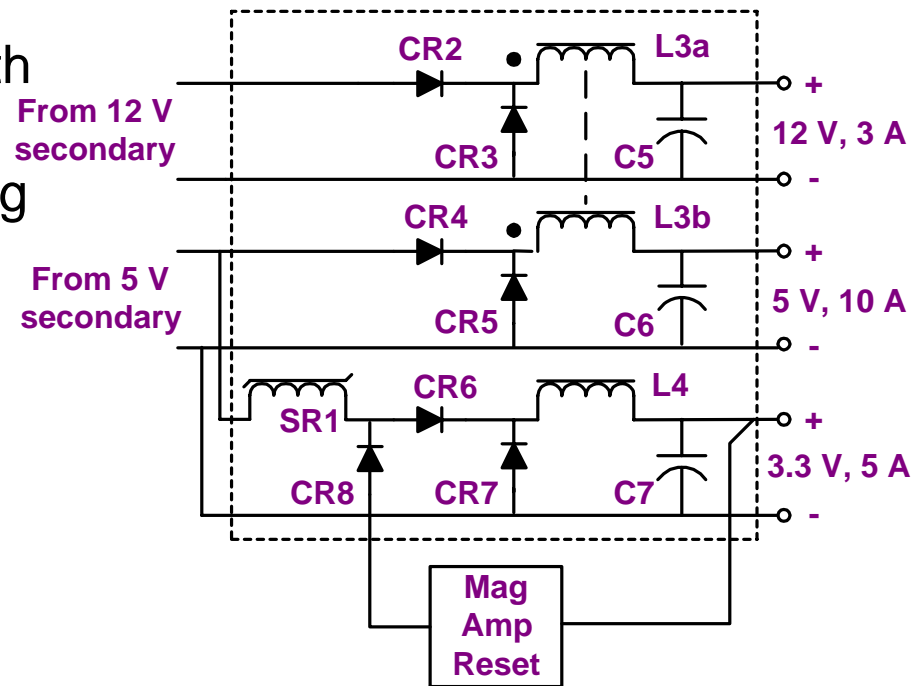 th
g
CR2
L3a
+
From 12 V
secondary
CR3
C5
12 V, 3 A
-
CR4
L3b
+
From 5 V
secondary
CR5
C6
5 V, 10 A
-
SR1
CR6
L4
+
CR8
CR7
C7
3.3 V, 5 A
-
Mag
Amp
Reset